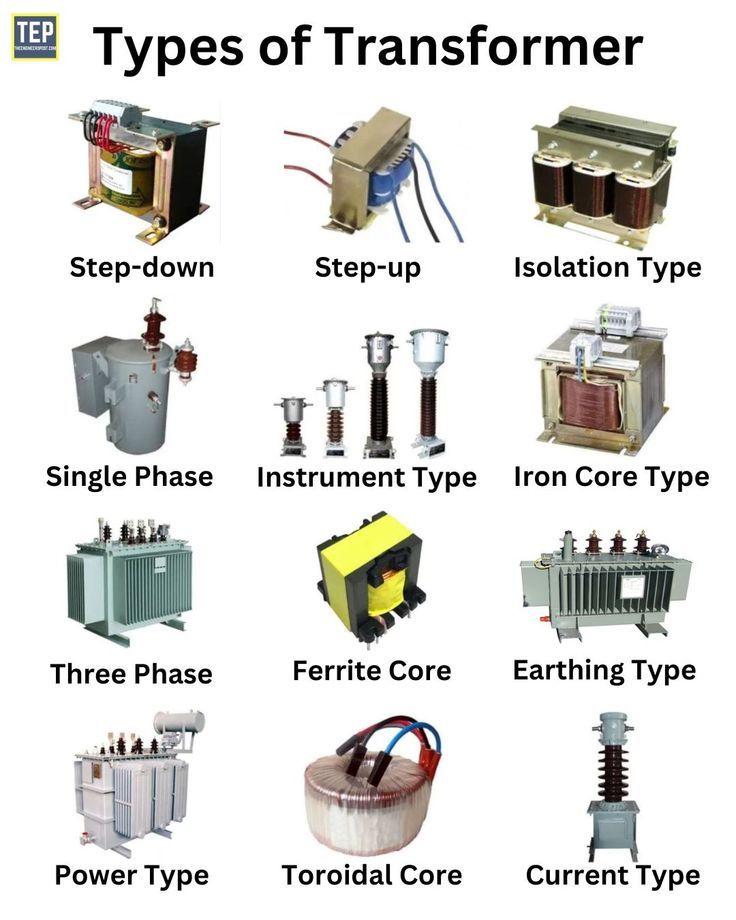 TEP
THEENGINEERSPOST.COM
Types of Transformer
Step-down
Step-up
Isolation Type
Single Phase
Instrument Type
Iron Core Type
Three Phase
Ferrite Core
Earthing Type
Power Type
Toroidal Core
Current Type